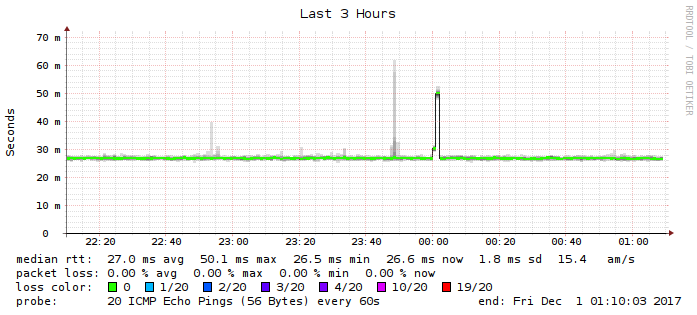 Last 3 Hours
RRDTOOL / TOBI OETIKER
Seconds
70 m
60 m
50 m
40 m
30 m
20 m
10 m
0
22:20 22:40 23:00 23:20 23:40 00:00 00:20 00:40 01:00
median rtt: 27.0 ms avg 50.1 ms max 26.5 ms min 26.6 ms now 1.8 ms sd 15.4 am/s
packet loss: 0.00 % avg 0.00 % max 0.00 % min 0.00 % now
loss color: 0 1/20 2/20 3/20 4/20 10/20 19/20
probe: 20 ICMP Echo Pings (56 Bytes) every 60s end: Fri Dec 1 01:10:03 2017